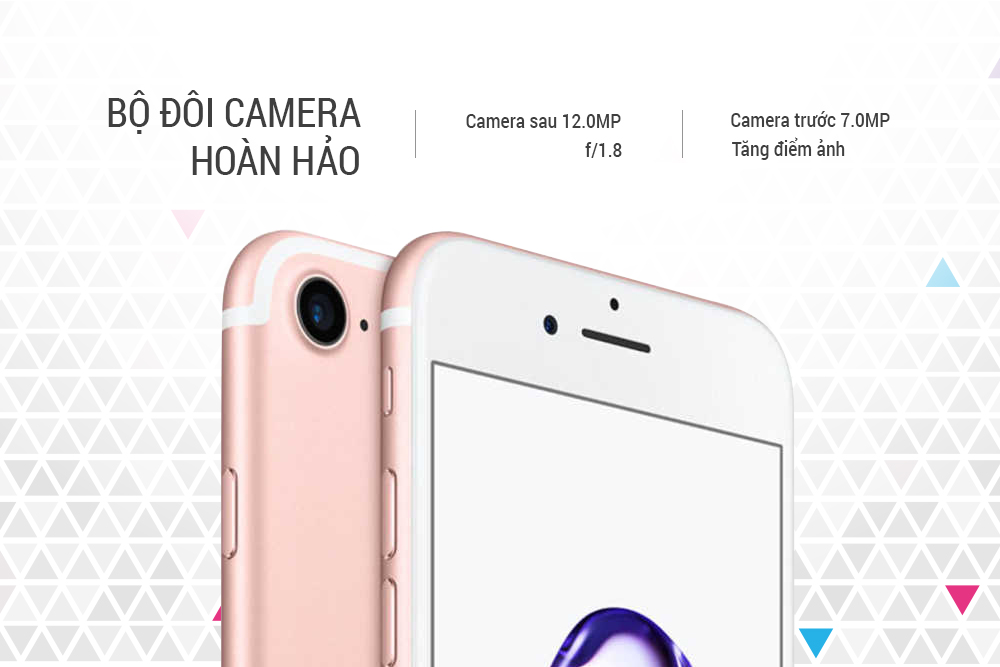 BỘ ĐÔI CAMERA
HOÀN HẢO
Camera sau 12.0MP
f/1.8
Camera trước 7.0MP
Tăng điểm ảnh